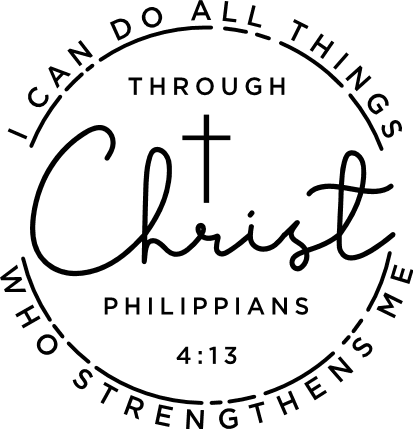 I CAN DO ALL THINGS
THROUGH
Christ
PHILIPPIANS
4:13
WHO STRENGTHENS ME